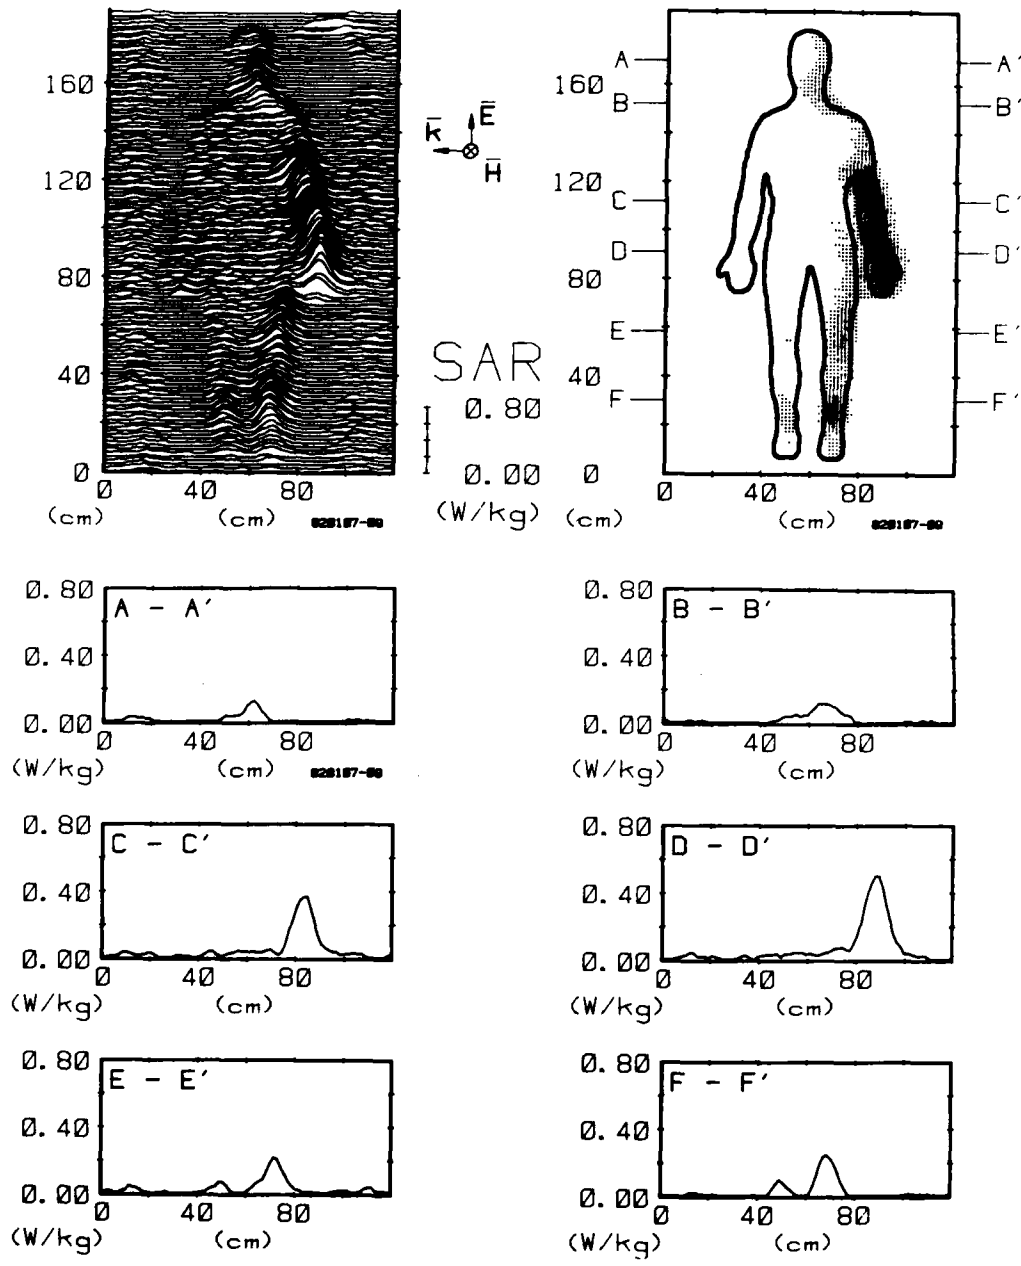 160
120
80
40
0
0 40 80
(cm) (cm)
k E
H
SAR
0.80
0.00
(W/kg)
A A'
160
B B'
120
C C'
D D'
80
E E'
40
F F'
0
0 40 80
(cm) (cm)
0.80
A - A'
0.40
0.00
0 40 80
(W/kg) (cm)
0.80
B - B'
0.40
0.00
0 40 80
(W/kg) (cm)
0.80
C - C'
0.40
0.00
0 40 80
(W/kg) (cm)
0.80
D - D'
0.40
0.00
0 40 80
(W/kg) (cm)
0.80
E - E'
0.40
0.00
0 40 80
(W/kg) (cm)
0.80
F - F'
0.40
0.00
0 40 80
(W/kg) (cm)